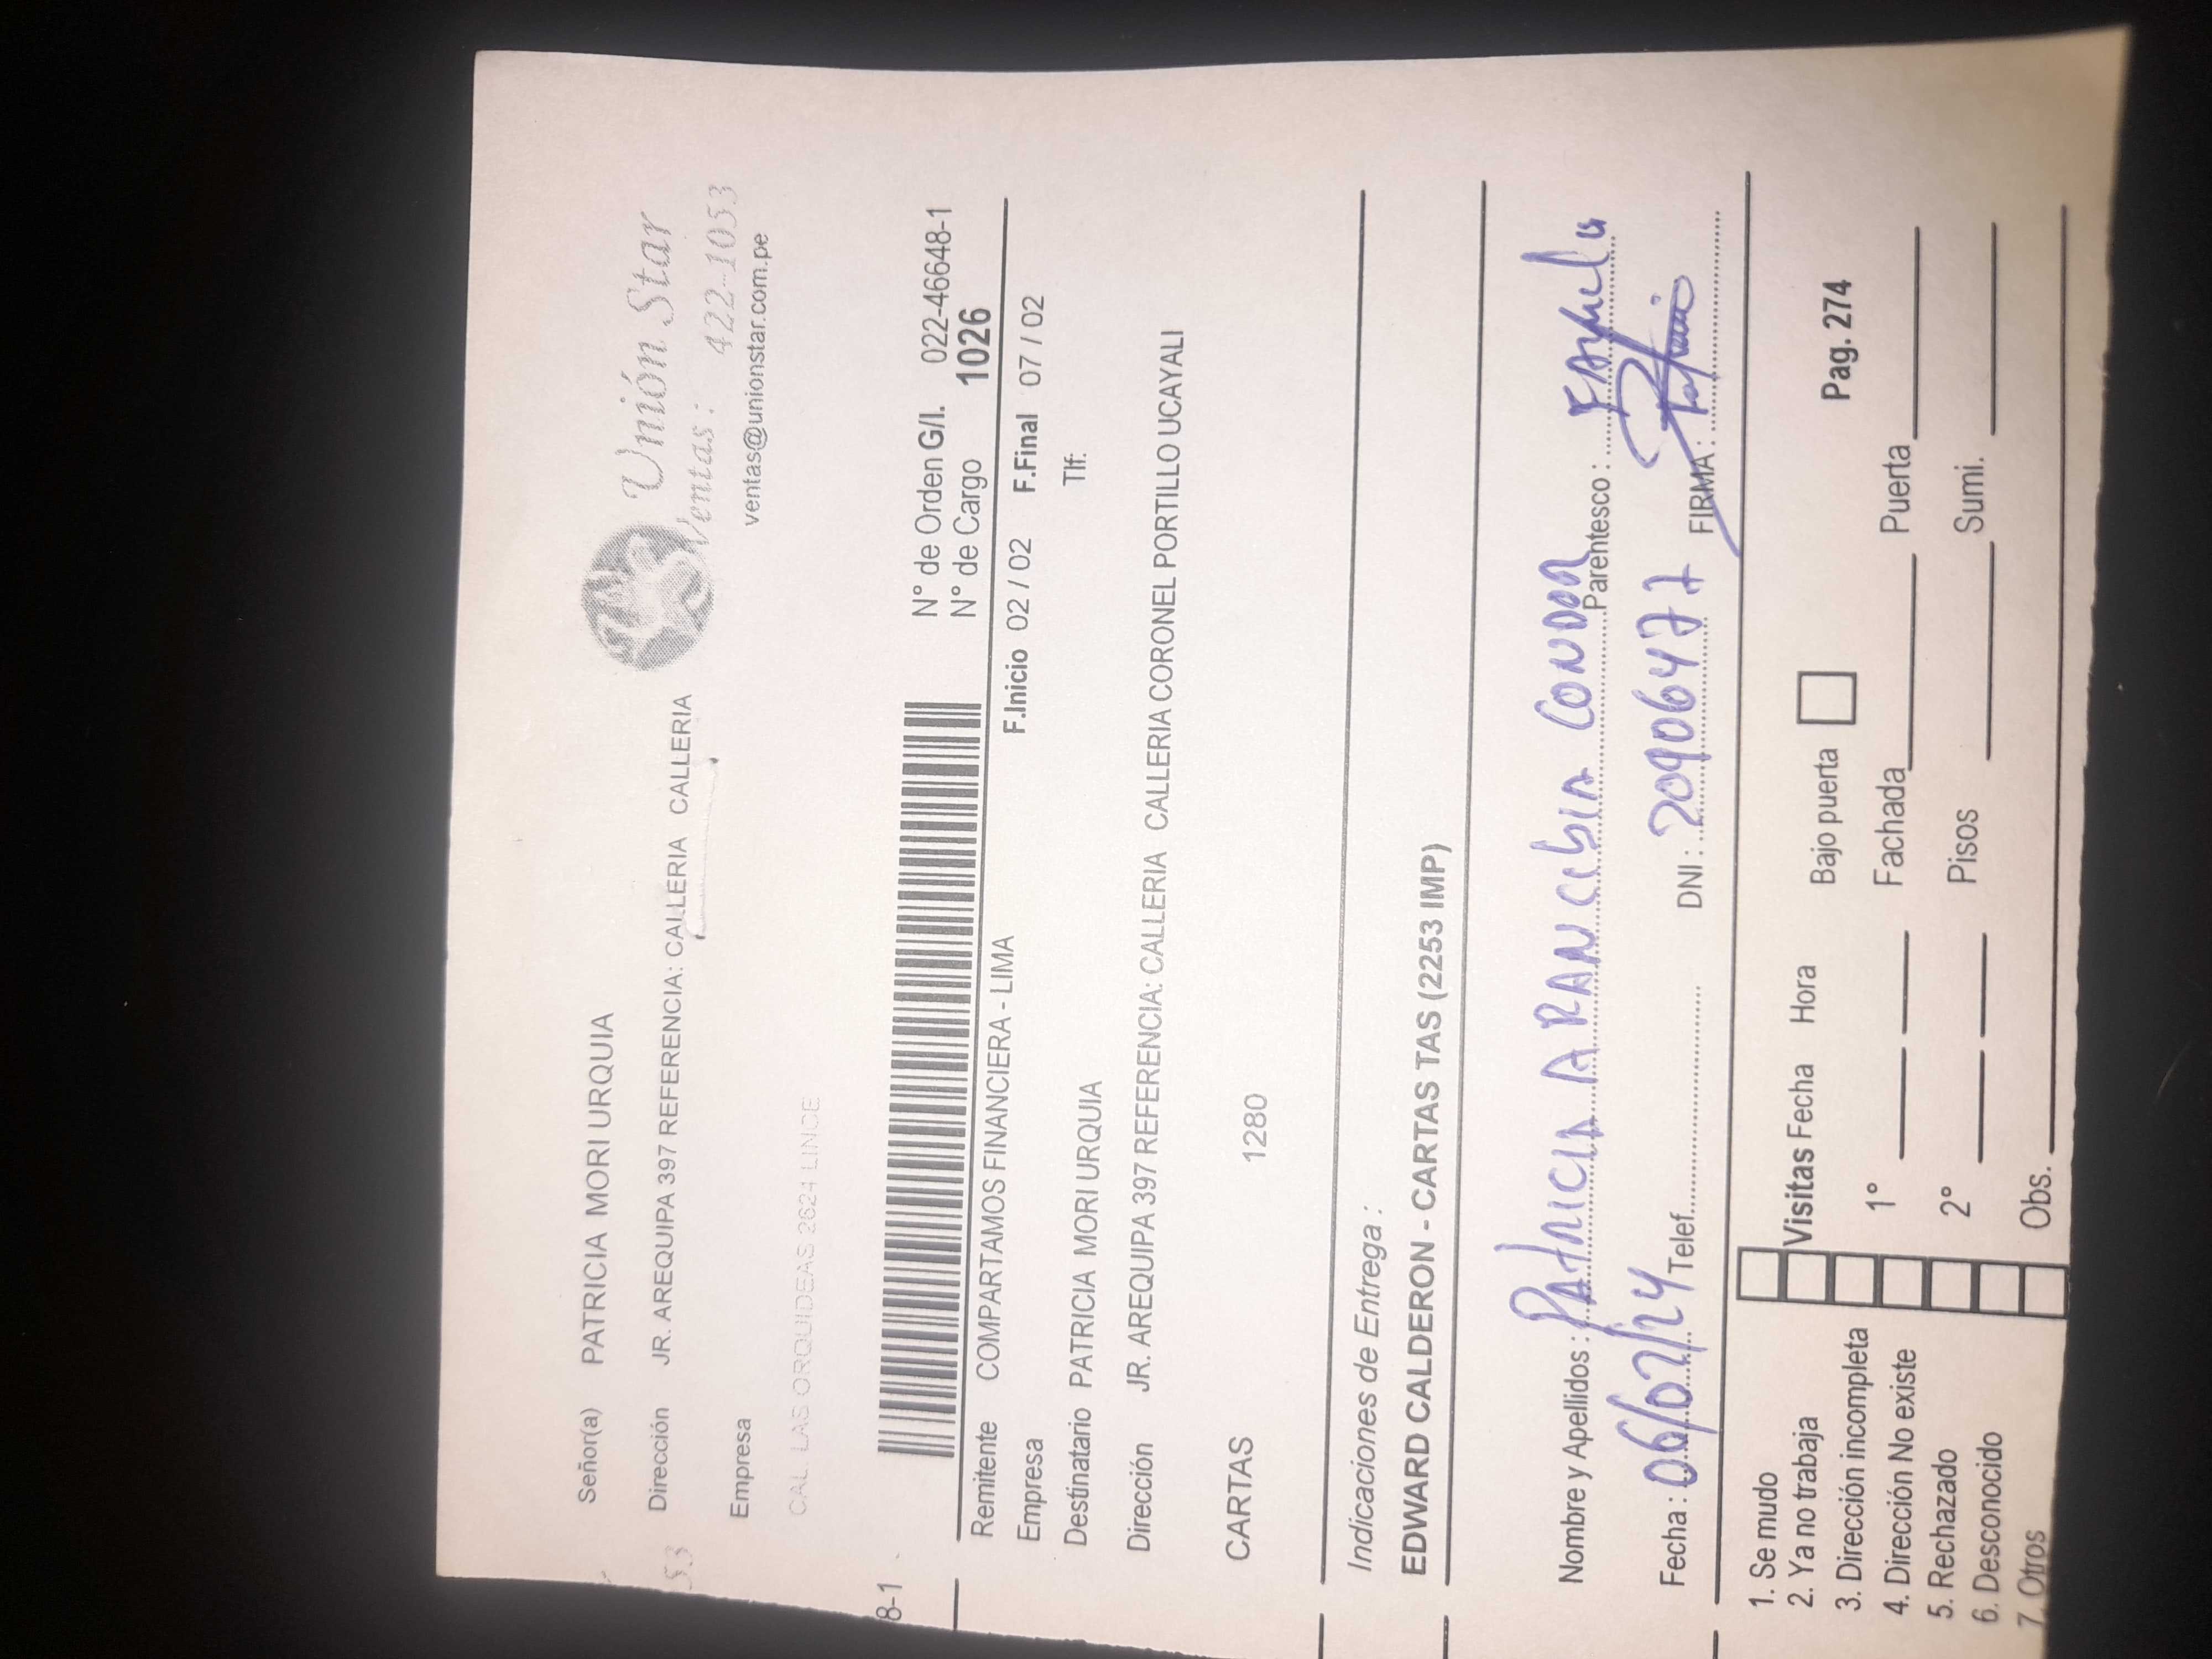 Unión Star
Ventas: 422-1053
ventas@unionstar.com.pe
Señor(a) PATRICIA MORI URQUIA
Dirección JR. AREQUIPA 397 REFERENCIA: CALLERIA CALLERIA
53
Empresa
CAL. LAS ORQUIDEAS 2624 LINCE
8-1
N° de Orden G/I. 022-46648-1
N° de Cargo 1026
Remitente COMPARTAMOS FINANCIERA - LIMA
F.Inicio 02 / 02 F.Final 07 / 02
Empresa
Tlf:
Destinatario PATRICIA MORI URQUIA
Dirección JR. AREQUIPA 397 REFERENCIA: CALLERIA CALLERIA CORONEL PORTILLO UCAYALI
CARTAS 1280
Indicaciones de Entrega :
EDWARD CALDERON - CARTAS TAS (2253 IMP)
Nombre y Apellidos : PATRICIA ARANCIBIA CONDOR Parentesco :
Fecha : 06/02/24 Telef. DNI : 20906477 FIRMA :
1. Se mudo
2. Ya no trabaja
3. Dirección incompleta
4. Dirección No existe
5. Rechazado
6. Desconocido
7. Otros
Visitas Fecha Hora Bajo puerta Pag. 274
1° Fachada Puerta
2° Pisos Sumi.
Obs.